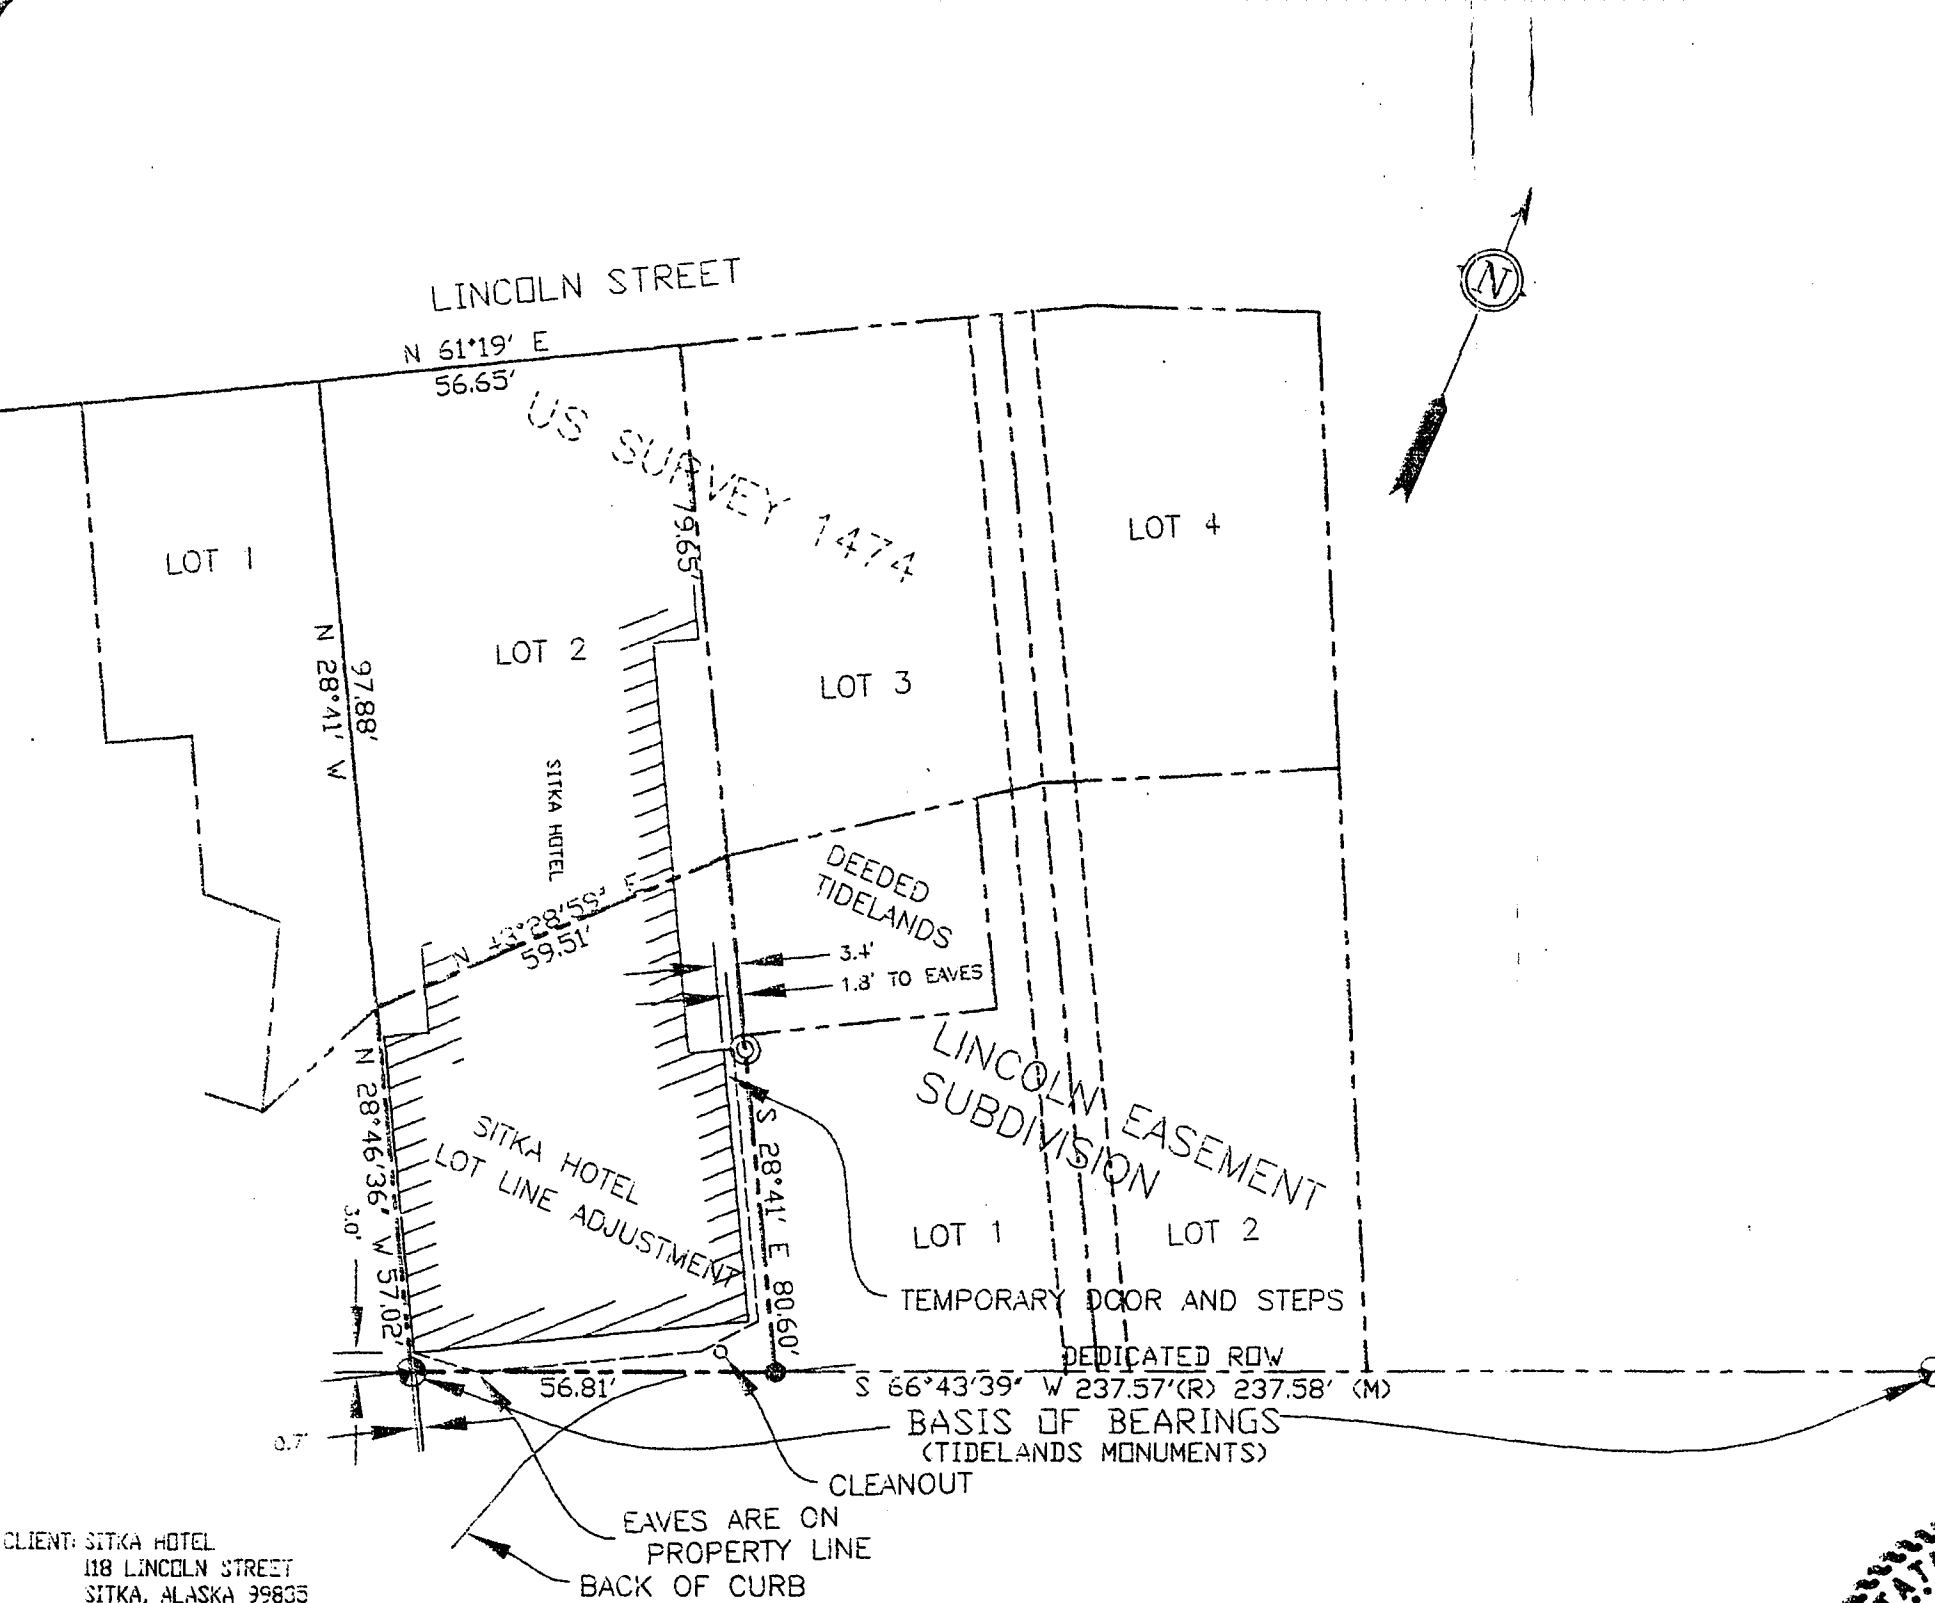 LINCOLN STREET
N 61°19' E
56.65'
N
US SURVEY 1474
79.65'
LOT 1
LOT 2
LOT 3
LOT 4
N 28°41' W
97.88'
SITKA HOTEL
N 43°28'59" E
59.51'
DEEDED
TIDELANDS
3.4'
1.8' TO EAVES
LINCOLN EASEMENT
SUBDIVISION
N 28°46'36" W 57.02'
SITKA HOTEL
LOT LINE ADJUSTMENT
S 28°41' E 80.60'
3.0'
LOT 1
LOT 2
TEMPORARY DOOR AND STEPS
DEDICATED ROW
56.81'
S 66°43'39" W 237.57'(R) 237.58' (M)
BASIS OF BEARINGS
(TIDELANDS MONUMENTS)
0.7'
CLEANOUT
EAVES ARE ON
PROPERTY LINE
BACK OF CURB
CLIENT: SITKA HOTEL
118 LINCOLN STREET
SITKA, ALASKA 99835